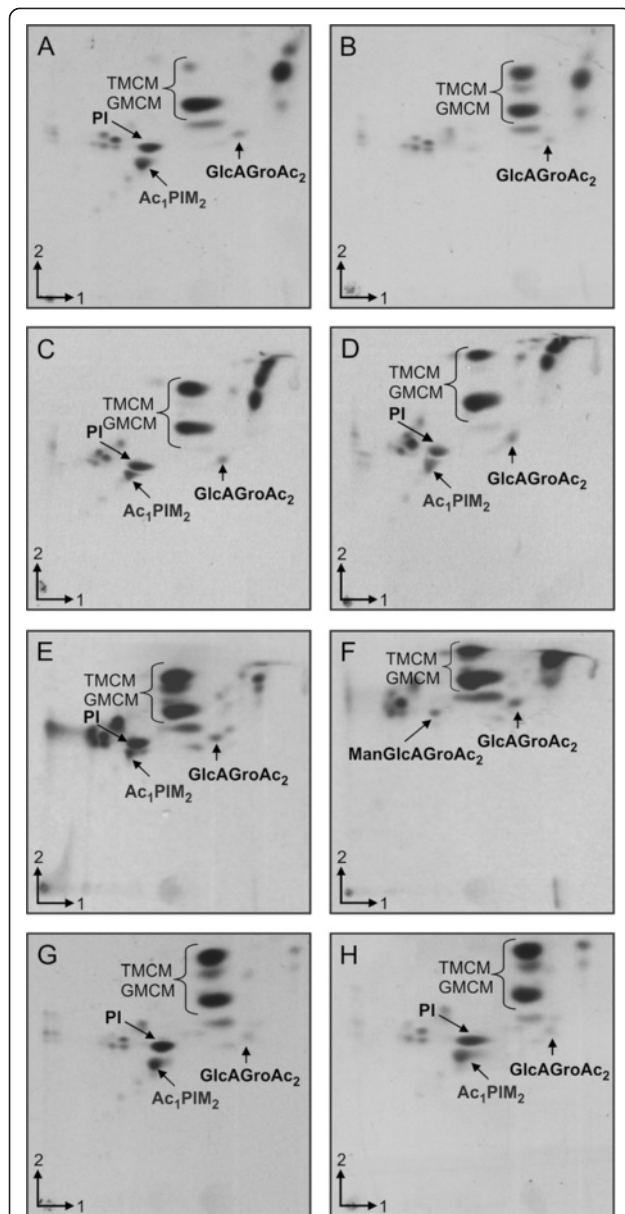 A
TMCM
GMCM
PI
GlcAGroAc₂
Ac₁PIM₂
2
1
B
TMCM
GMCM
GlcAGroAc₂
2
1
C
TMCM
GMCM
PI
GlcAGroAc₂
Ac₁PIM₂
2
1
D
TMCM
GMCM
PI
GlcAGroAc₂
Ac₁PIM₂
2
1
E
TMCM
GMCM
PI
GlcAGroAc₂
Ac₁PIM₂
2
1
F
TMCM
GMCM
GlcAGroAc₂
ManGlcAGroAc₂
2
1
G
TMCM
GMCM
PI
GlcAGroAc₂
Ac₁PIM₂
2
1
H
TMCM
GMCM
PI
GlcAGroAc₂
Ac₁PIM₂
2
1